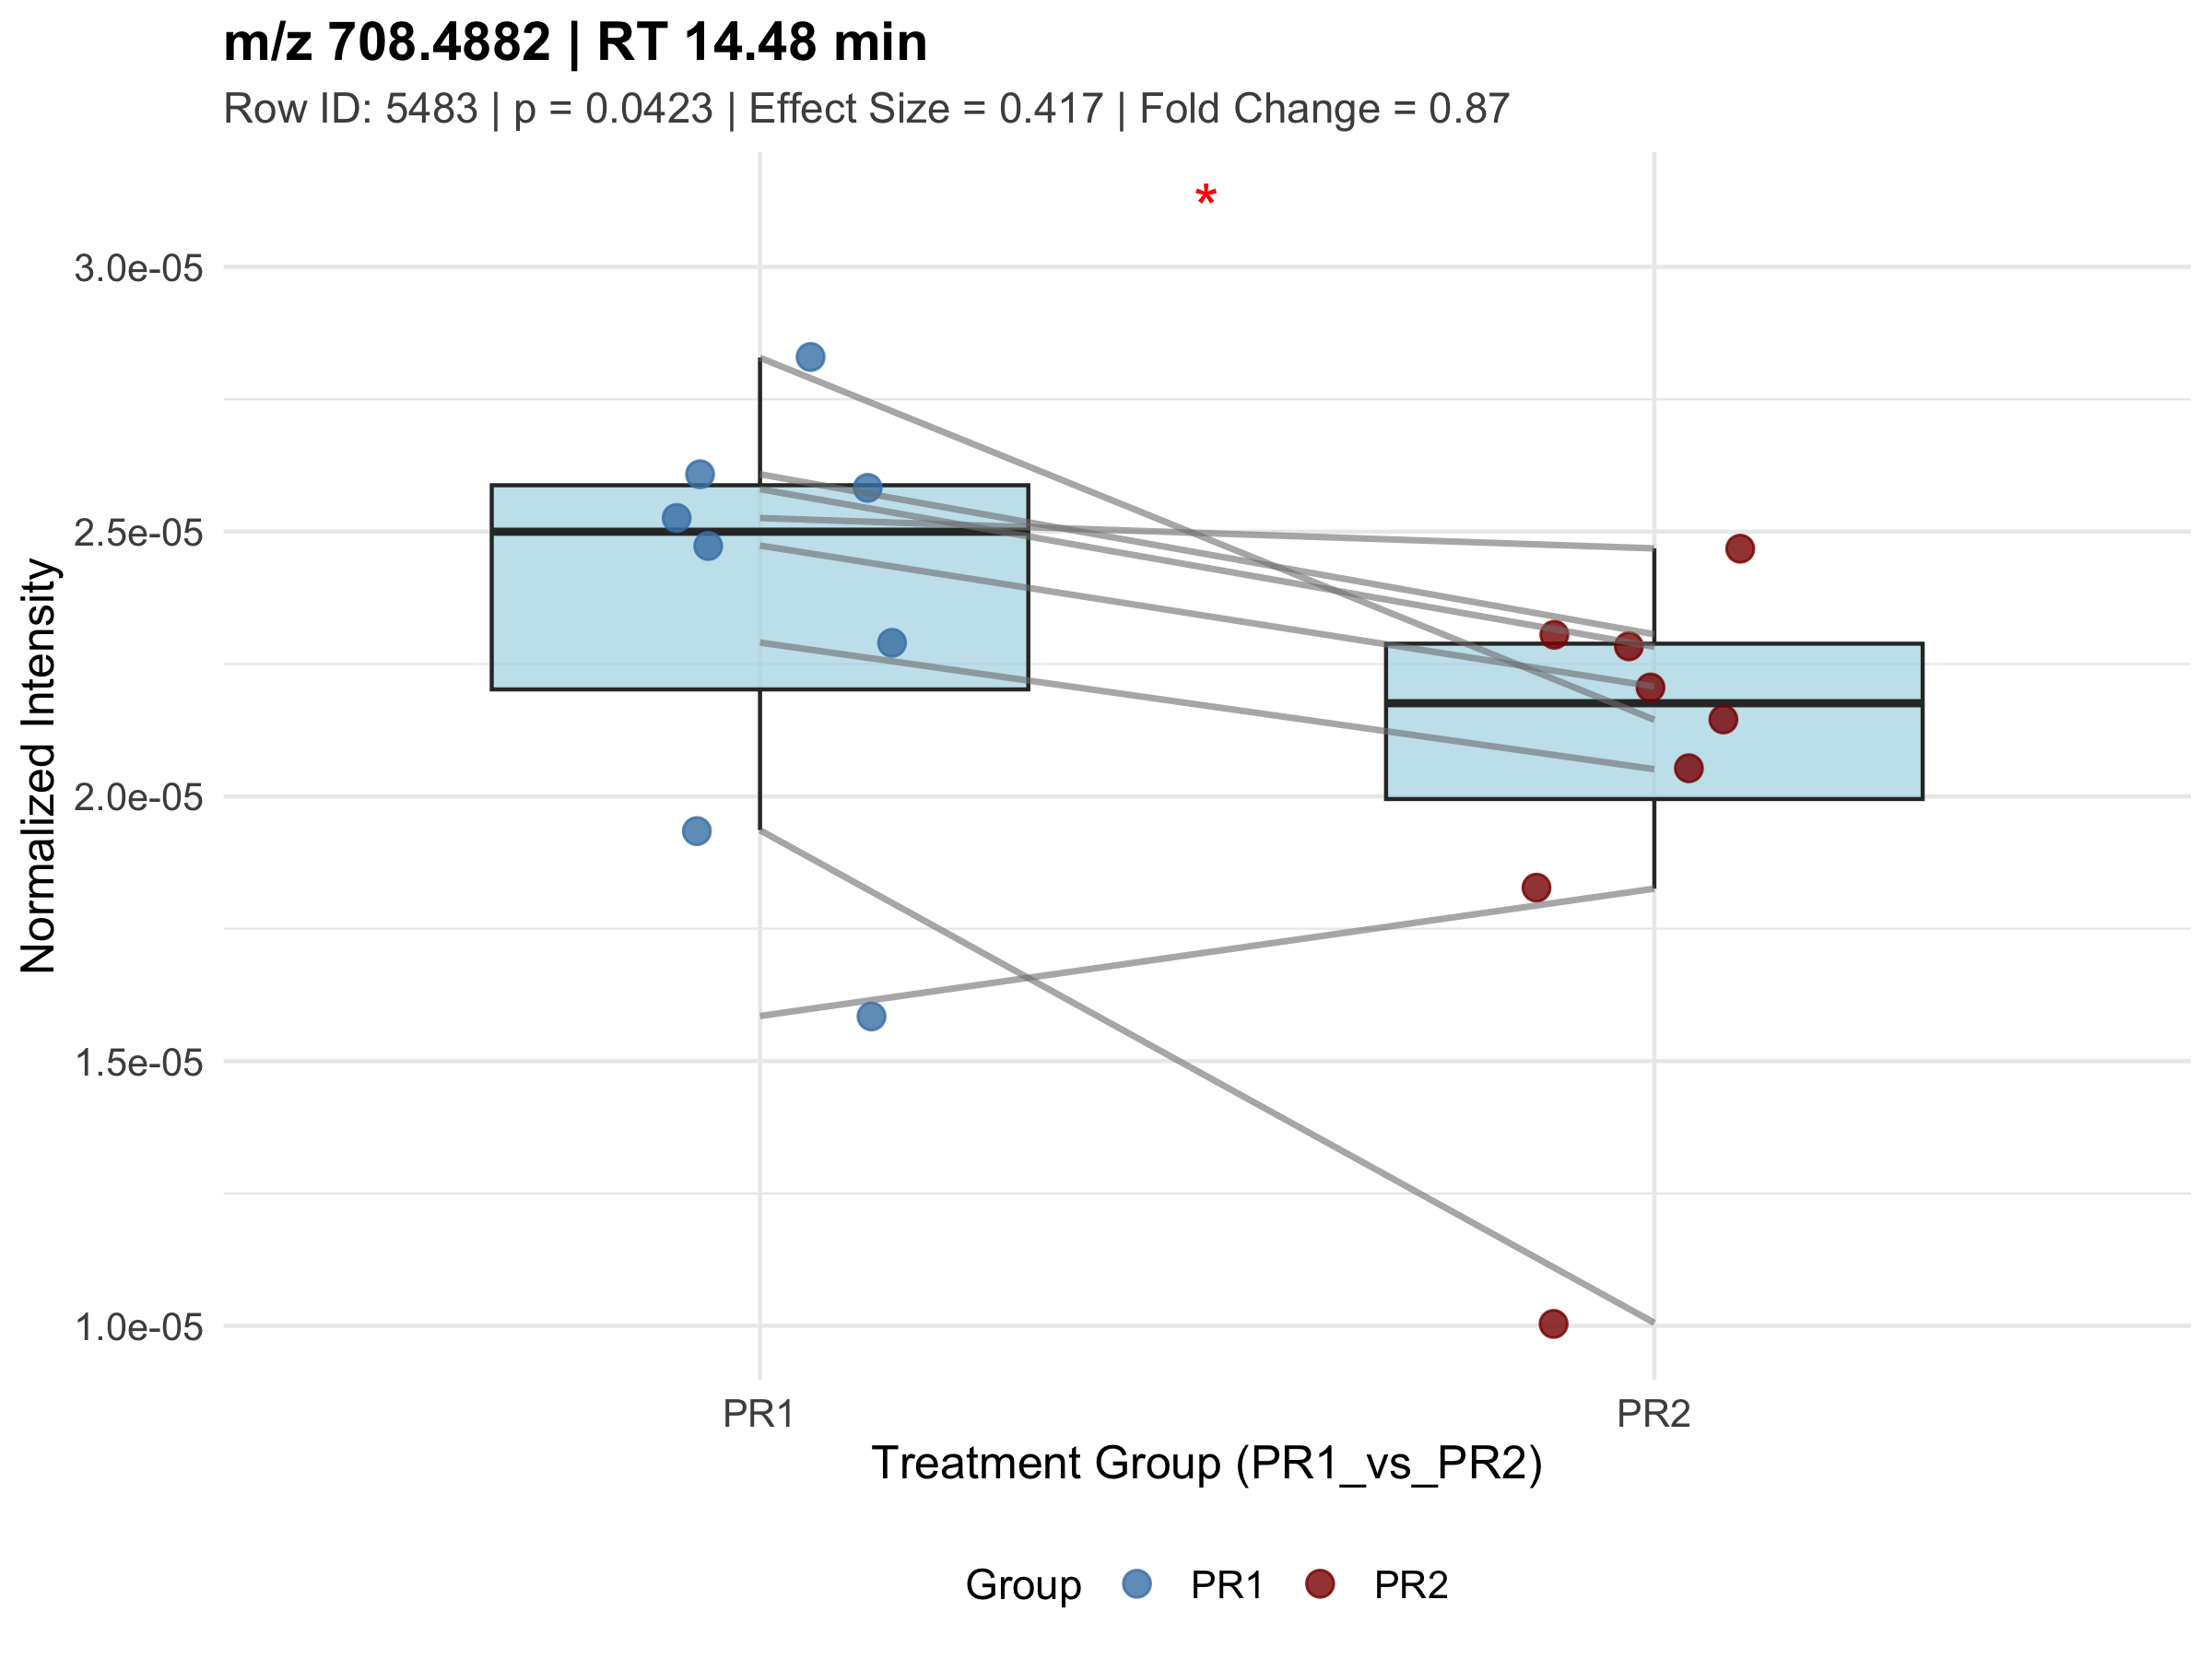 m/z 708.4882 | RT 14.48 min
Row ID: 5483 | p = 0.0423 | Effect Size = 0.417 | Fold Change = 0.87
*
3.0e-05
2.5e-05
2.0e-05
1.5e-05
1.0e-05
Normalized Intensity
PR1
PR2
Treatment Group (PR1_vs_PR2)
Group PR1 PR2